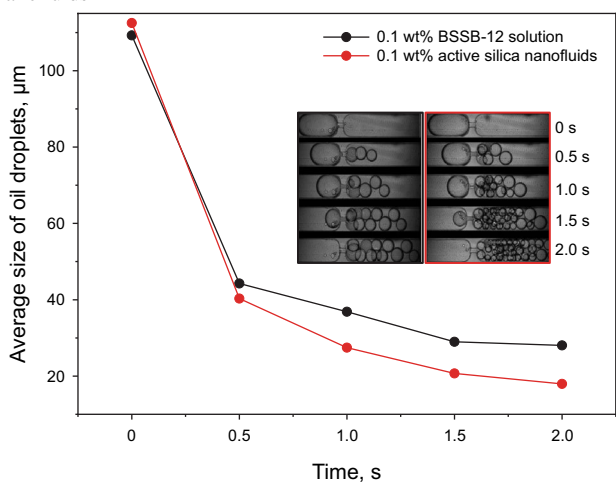 0.1 wt% BSSB-12 solution
0.1 wt% active silica nanofluids
0 s
0.5 s
1.0 s
1.5 s
2.0 s
Average size of oil droplets, μm
100
80
60
40
20
0
0.5
1.0
1.5
2.0
Time, s